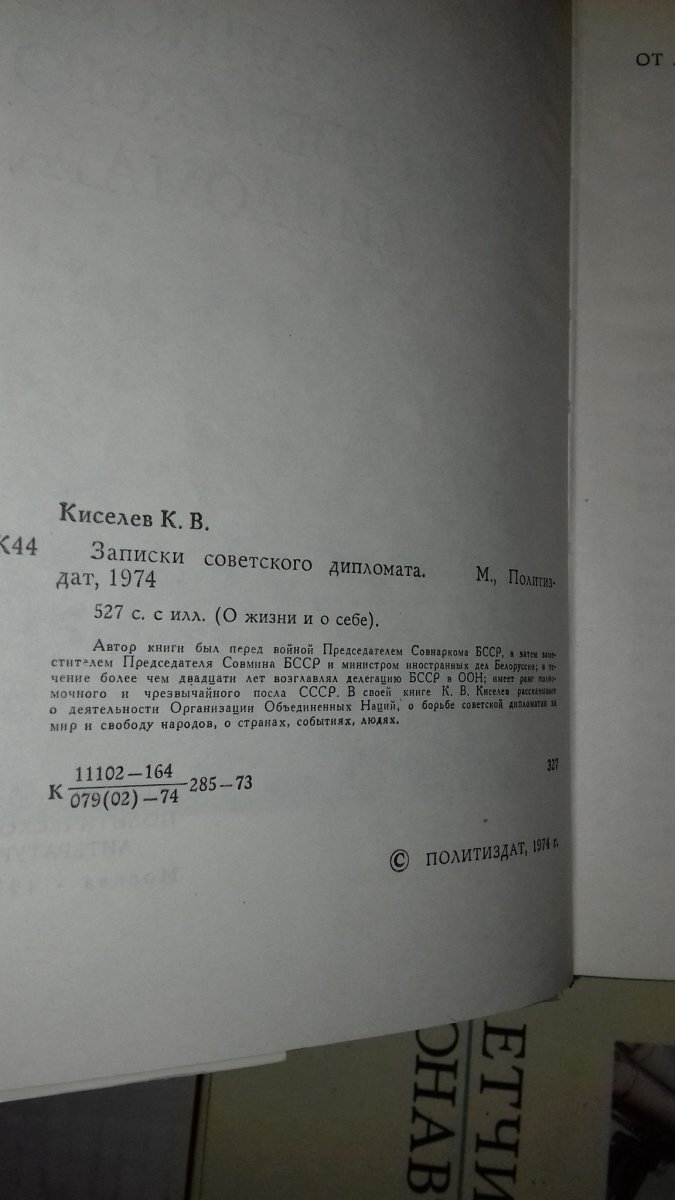 ОТ
Киселев К. В.
К44
Записки советского дипломата. М., Политиз-
дат, 1974
527 с. с илл. (О жизни и о себе).
Автор книги был перед войной Председателем Совнаркома БССР, а затем заме-
стителем Председателя Совмина БССР и министром иностранных дел Белоруссии; в те-
чение более чем двадцати лет возглавлял делегацию БССР в ООН; имеет ранг полно-
мочного и чрезвычайного посла СССР. В своей книге К. В. Киселев рассказывает
о деятельности Организации Объединенных Наций, о борьбе советской дипломатии за
мир и свободу народов, о странах, событиях, людях.
К 11102—164
079(02)—74 285—73
327
© ПОЛИТИЗДАТ, 1974 г.
ЕТЧИ
ОНАВ